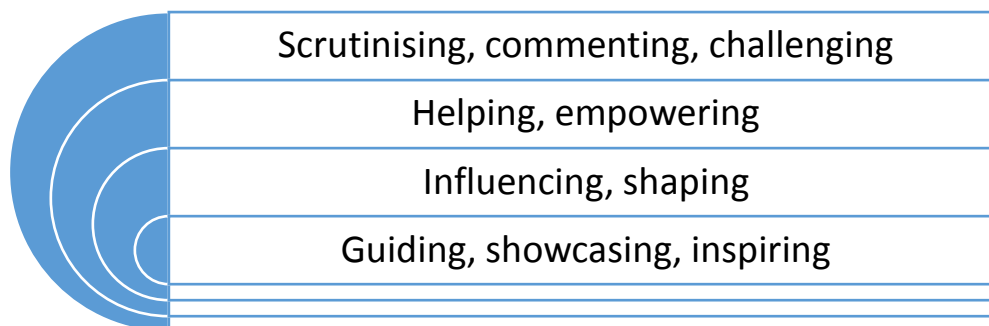 Scrutinising, commenting, challenging
Helping, empowering
Influencing, shaping
Guiding, showcasing, inspiring